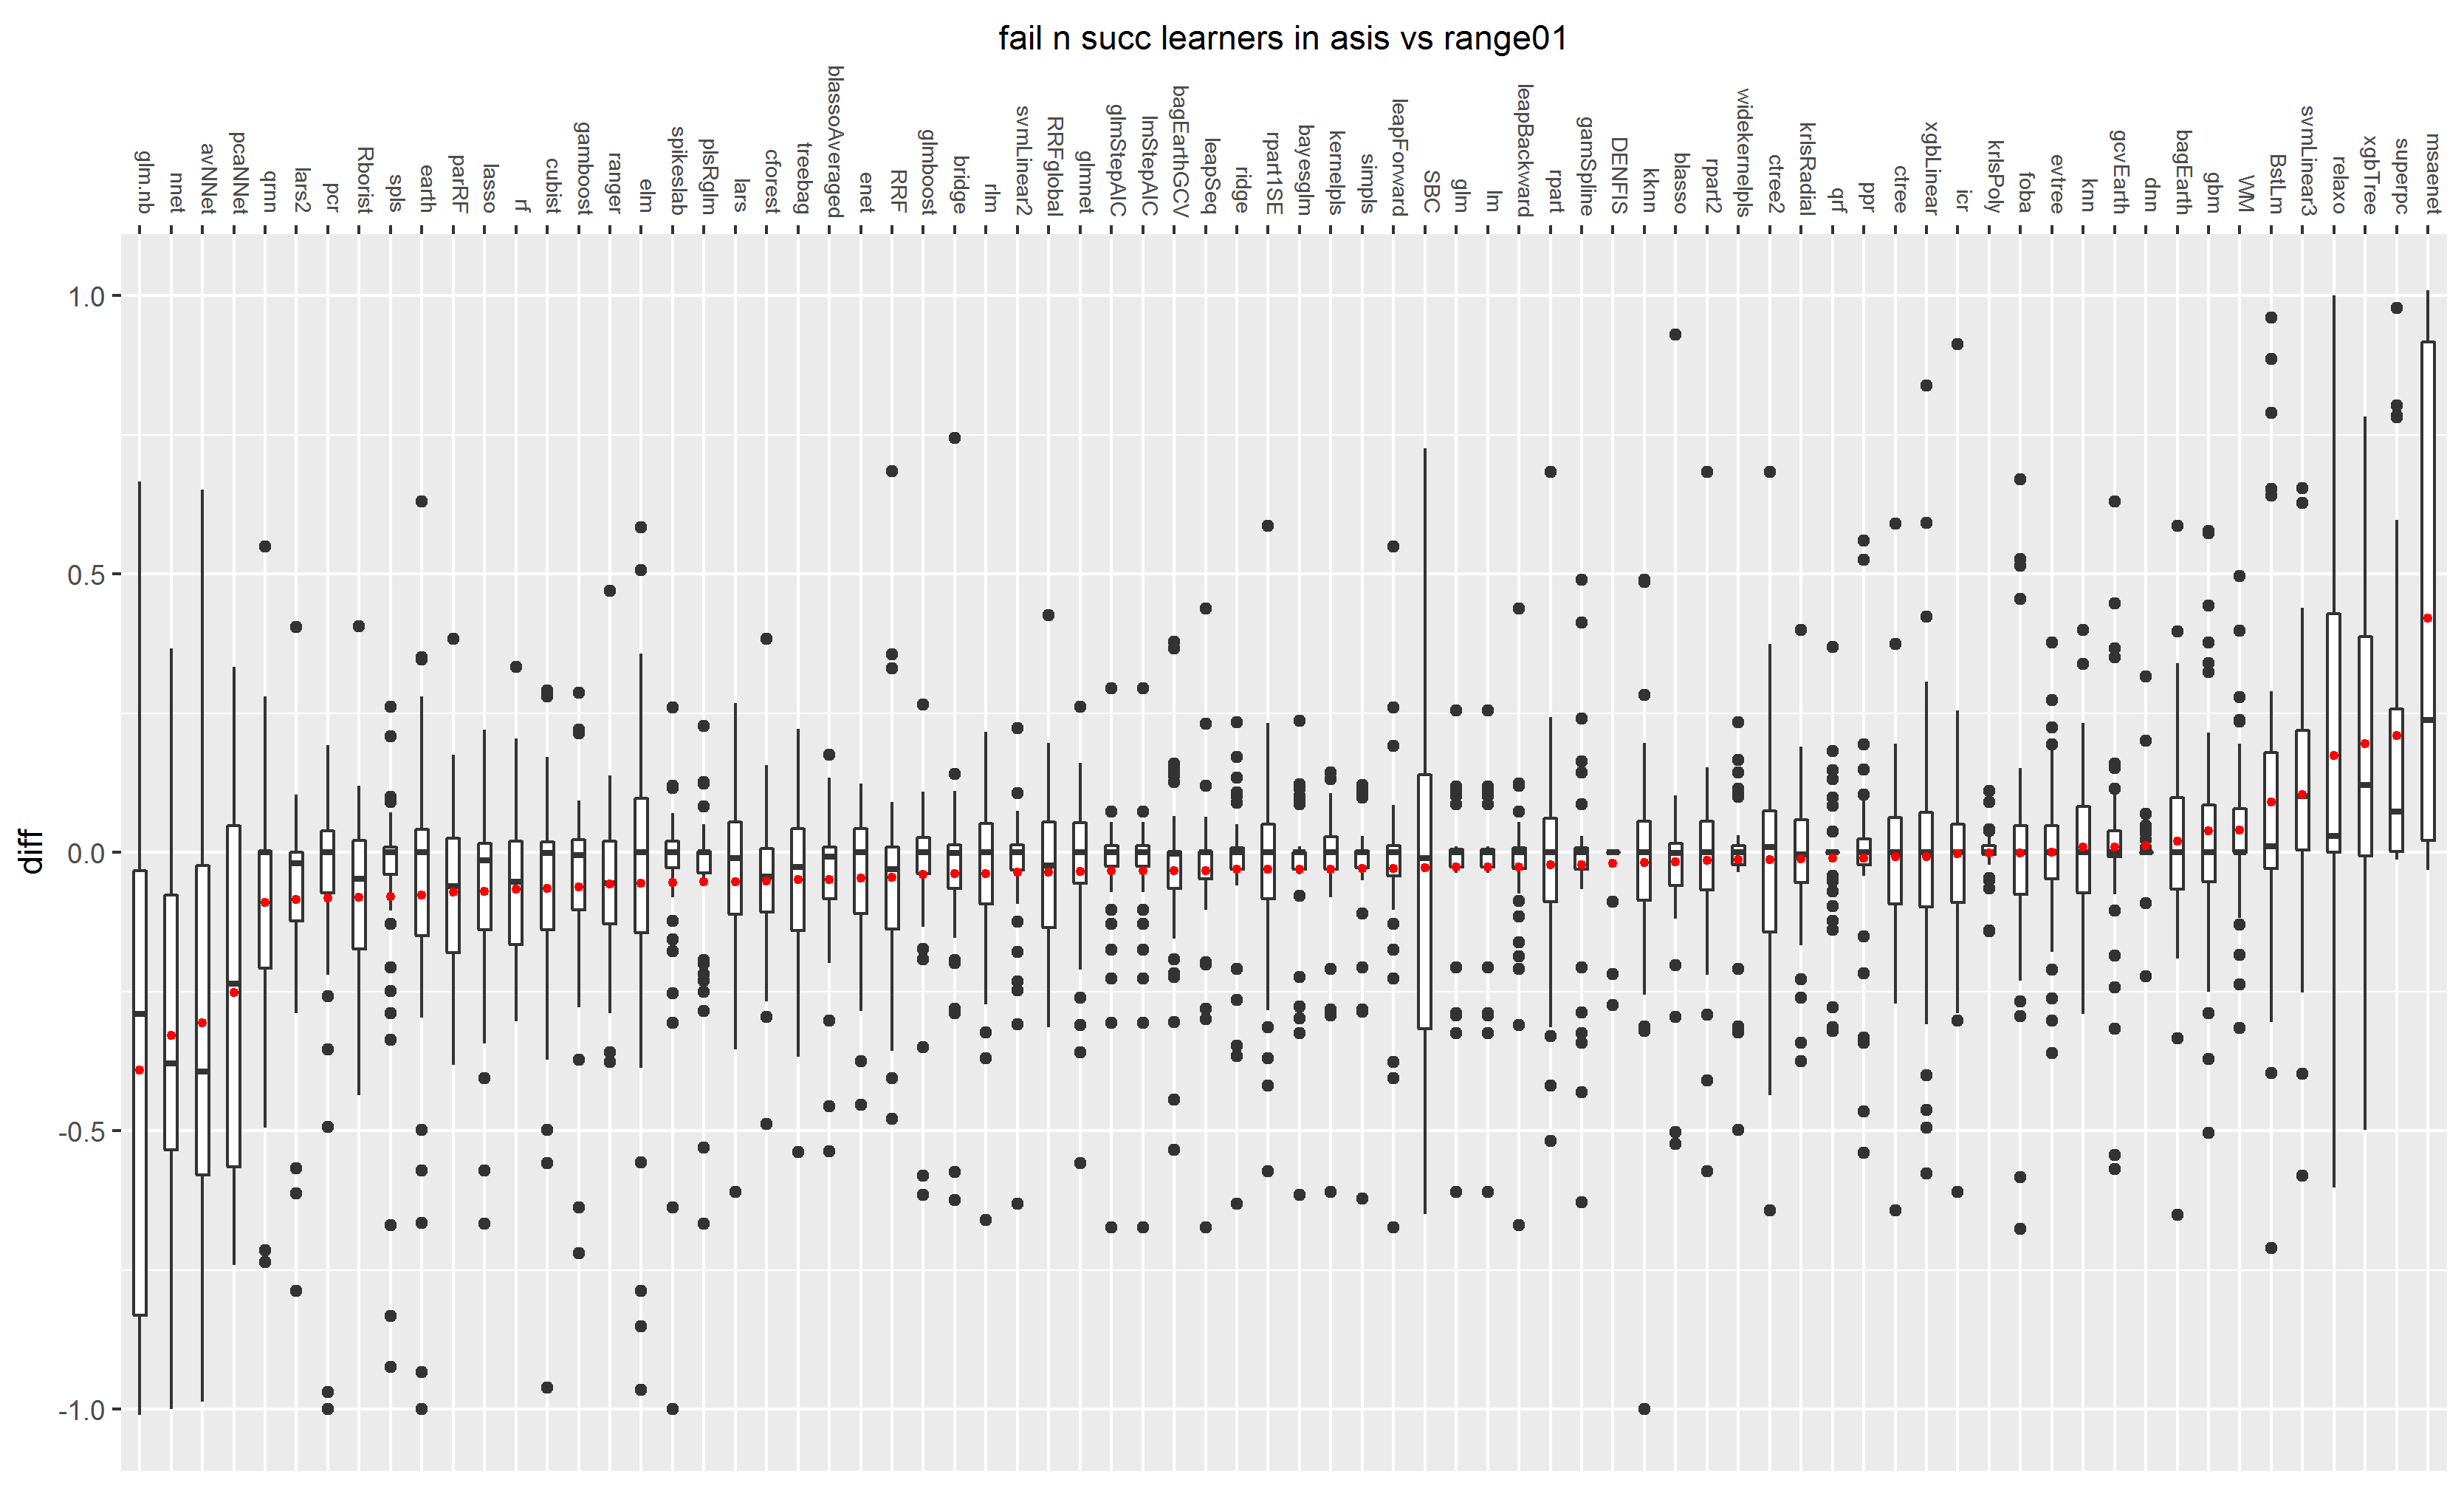 fail n succ learners in asis vs range01
glm.nb
nnet
avNNet
pcaNNet
qrnn
lars2
pcr
Rborist
spls
earth
parRF
lasso
rf
cubist
gamboost
ranger
elm
spikeslab
plsRglm
lars
cforest
treebag
blassoAveraged
enet
RRF
glmboost
bridge
rlm
svmLinear2
RRFglobal
glmnet
glmStepAIC
lmStepAIC
bagEarthGCV
leapSeq
ridge
rpart1SE
bayesglm
kernelpls
simpls
leapForward
SBC
glm
lm
leapBackward
rpart
gamSpline
DENFIS
kknn
blasso
rpart2
widekernelpls
ctree2
krlsRadial
qrf
ppr
ctree
xgbLinear
icr
krlsPoly
foba
evtree
knn
gcvEarth
dnn
bagEarth
gbm
WM
BstLm
svmLinear3
relaxo
xgbTree
superpc
msaenet
1.0
0.5
0.0
-0.5
-1.0
diff